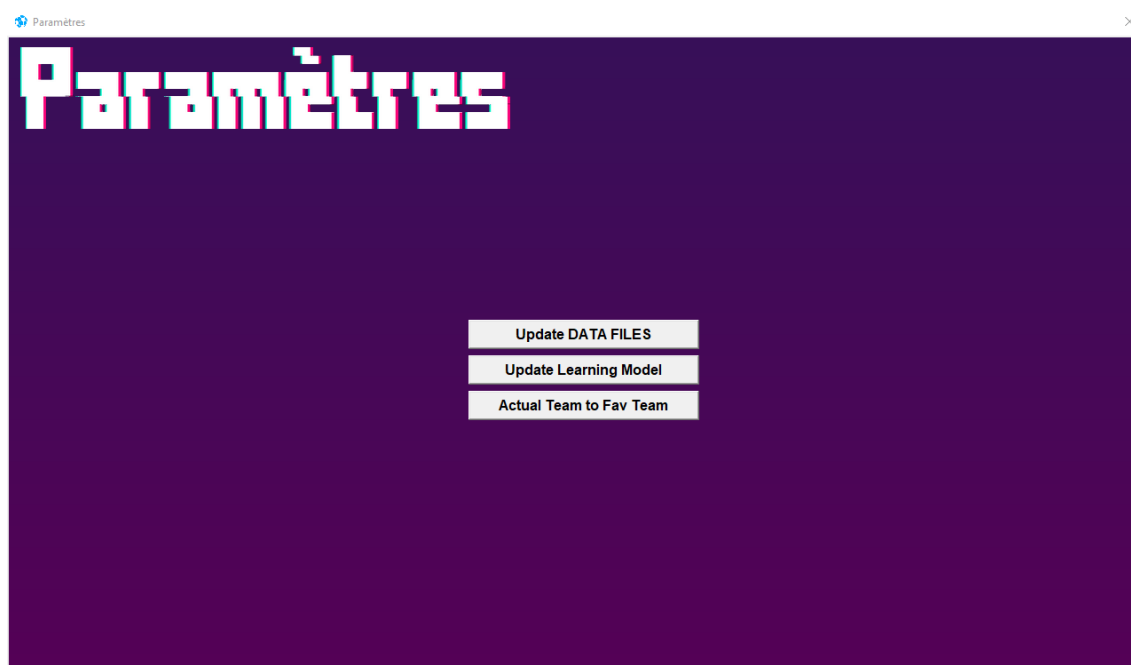 Paramètres
Paramètres
Update DATA FILES
Update Learning Model
Actual Team to Fav Team